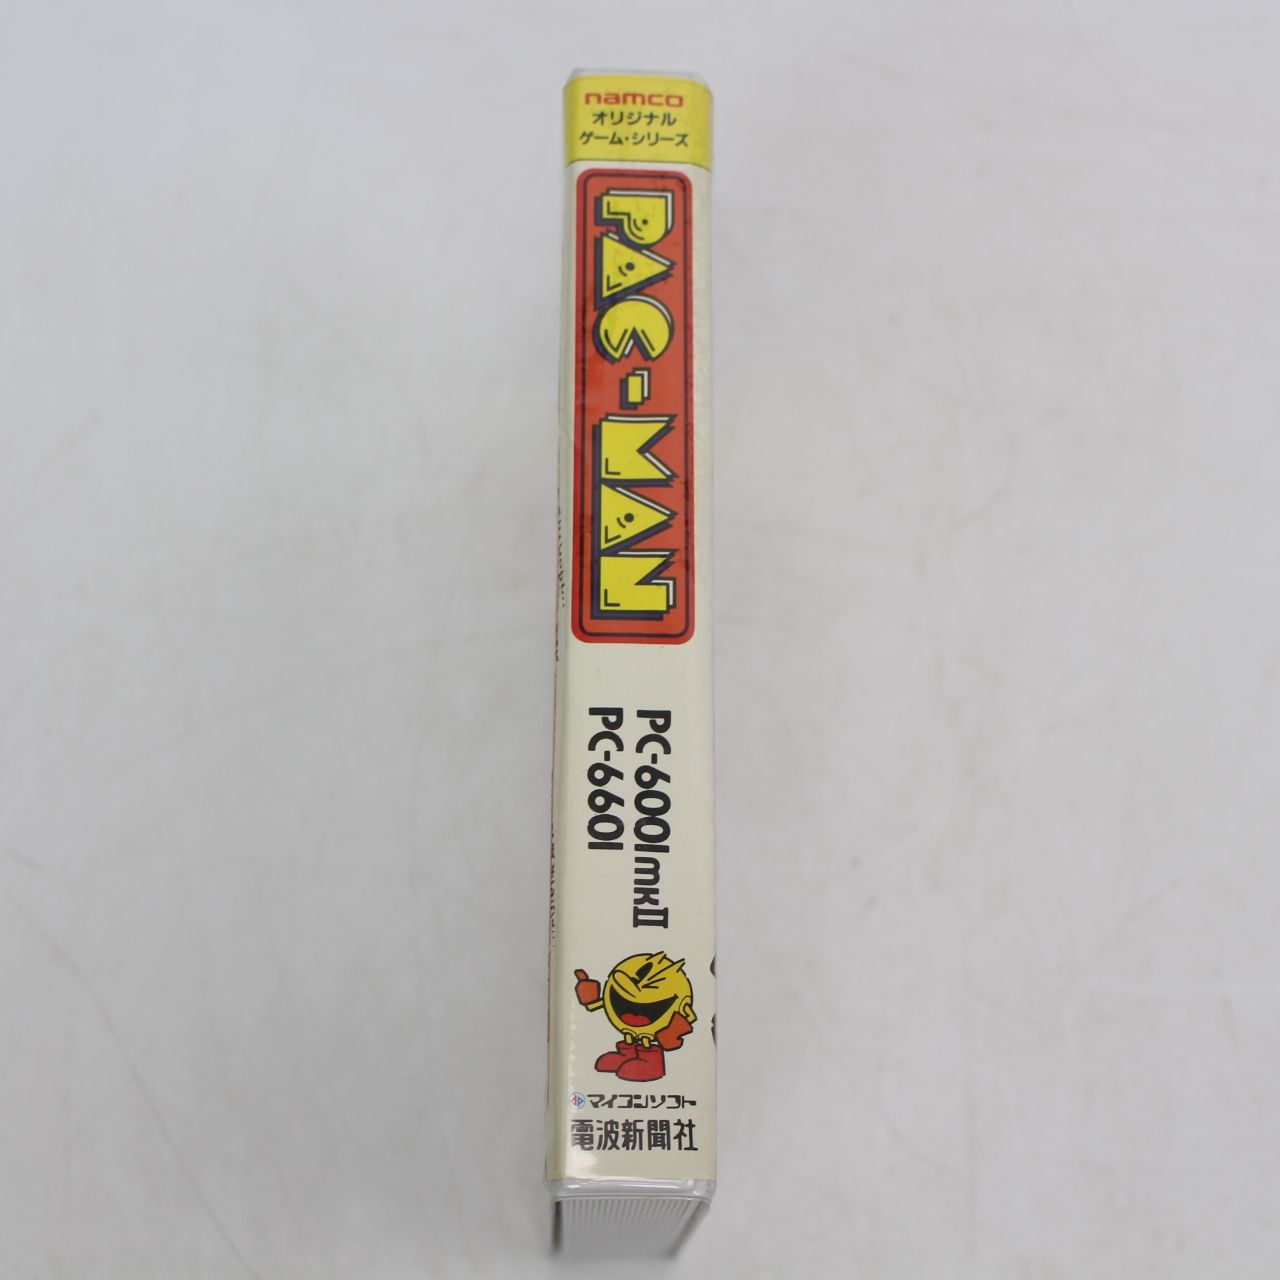 namco
オリジナル
ゲーム・シリーズ
PAC-MAN
PC-6001mkII
PC-6601
マイコンソフト
電波新聞社